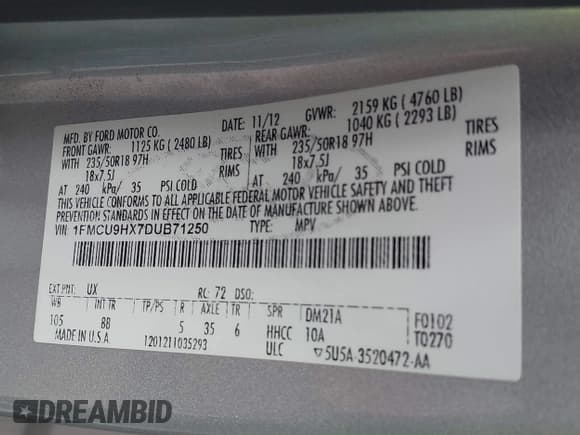 MFD. BY FORD MOTOR CO. DATE: 11/12 GVWR: 2159 KG ( 4760 LB)
FRONT GAWR: 1125 KG ( 2480 LB) REAR GAWR: 1040 KG ( 2293 LB)
WITH 235/50R18 97H TIRES WITH 235/50R18 97H TIRES
18x7.5J RIMS 18x7.5J RIMS
AT 240 kPa/ 35 PSI COLD AT 240 kPa/ 35 PSI COLD
THIS VEHICLE CONFORMS TO ALL APPLICABLE FEDERAL MOTOR VEHICLE SAFETY AND THEFT
PREVENTION STANDARDS IN EFFECT ON THE DATE OF MANUFACTURE SHOWN ABOVE.
VIN: 1FMCU9HX7DUB71250 TYPE: MPV
EXT PNT: UX RC: 72 DSO:
WB INT TR TP/PS R AXLE TR SPR DM21A F0102
105 BB 5 35 6 HHCC 10A T0270
MADE IN U.S.A. 1201211035293 ULC ▽5U5A-3520472-AA
DREAMBID